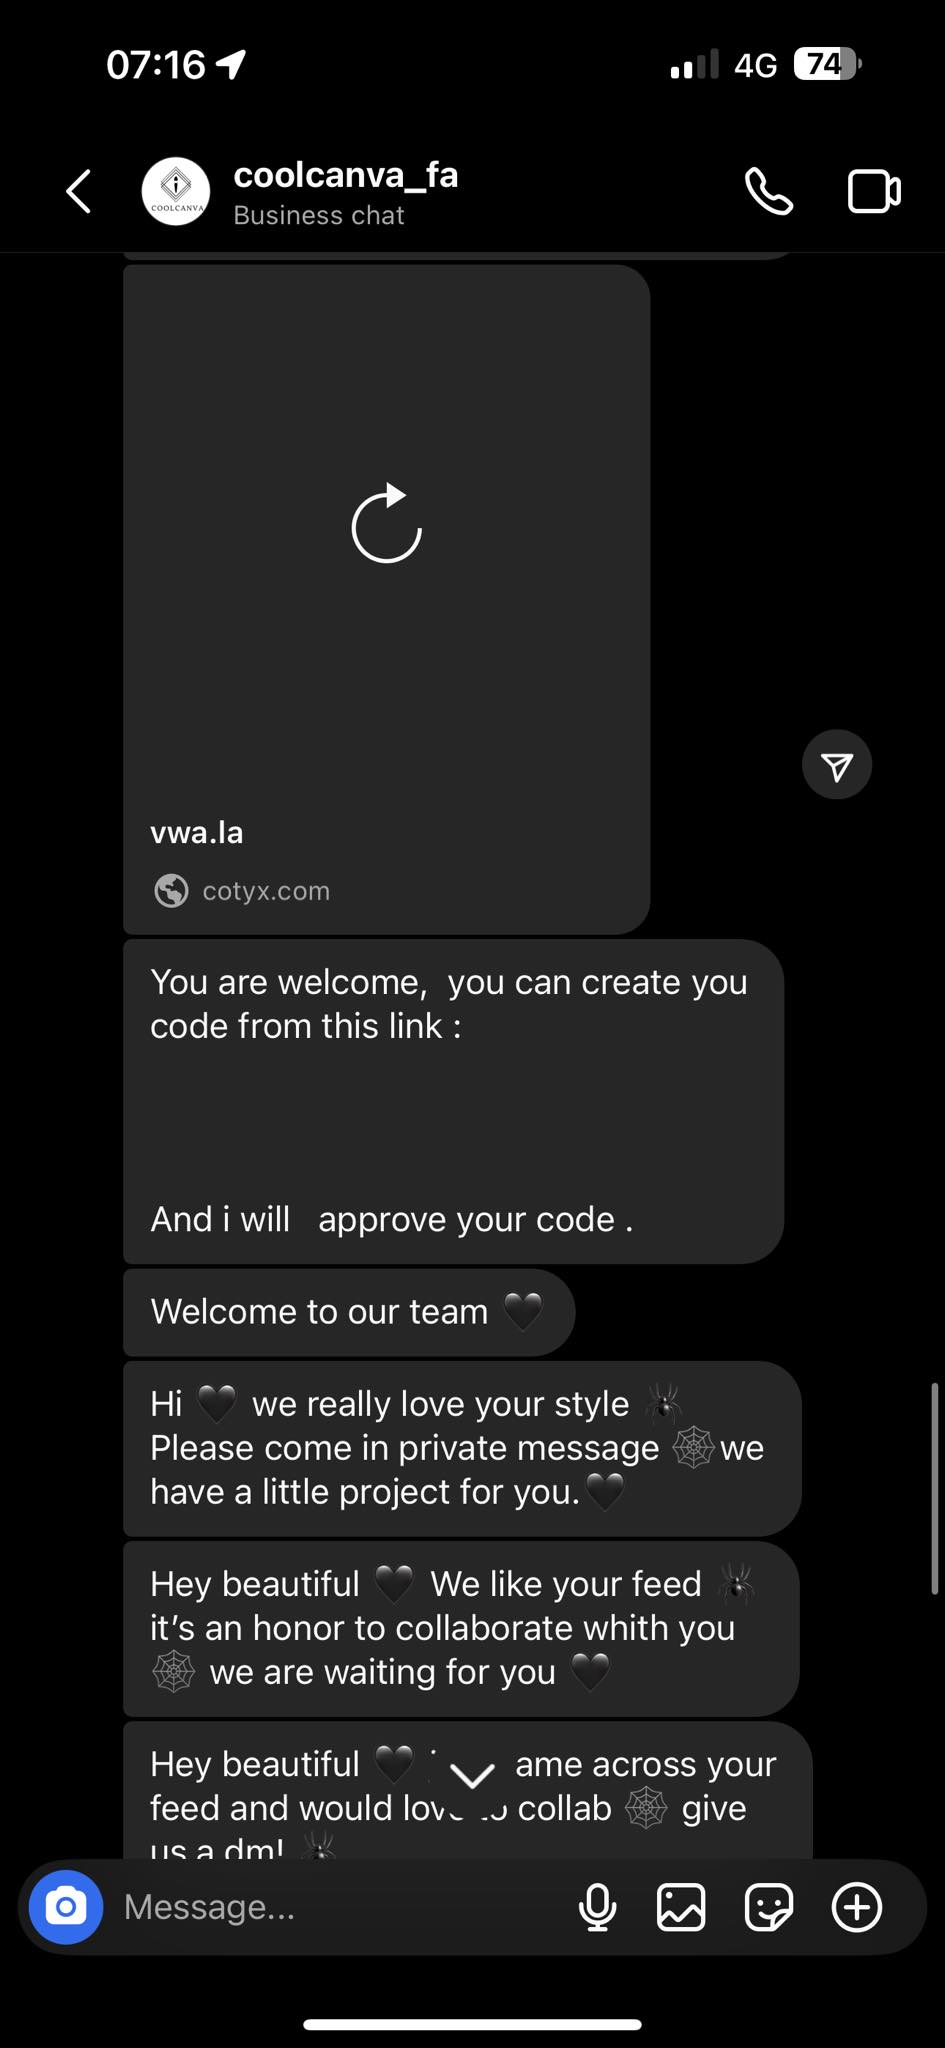 07:16
4G
74
coolcanva_fa
Business chat
COOLCANVA
vwa.la
cotyx.com
You are welcome,  you can create you
code from this link :
And i will   approve your code .
Welcome to our team 🖤
Hi 🖤 we really love your style 🕷️
Please come in private message 🕸️we
have a little project for you.🖤
Hey beautiful 🖤 We like your feed 🕷️
it’s an honor to collaborate whith you
🕸️ we are waiting for you 🖤
Hey beautiful 🖤 ame across your
feed and would collab 🕸️ give
us a dm! 🕷️
Message...